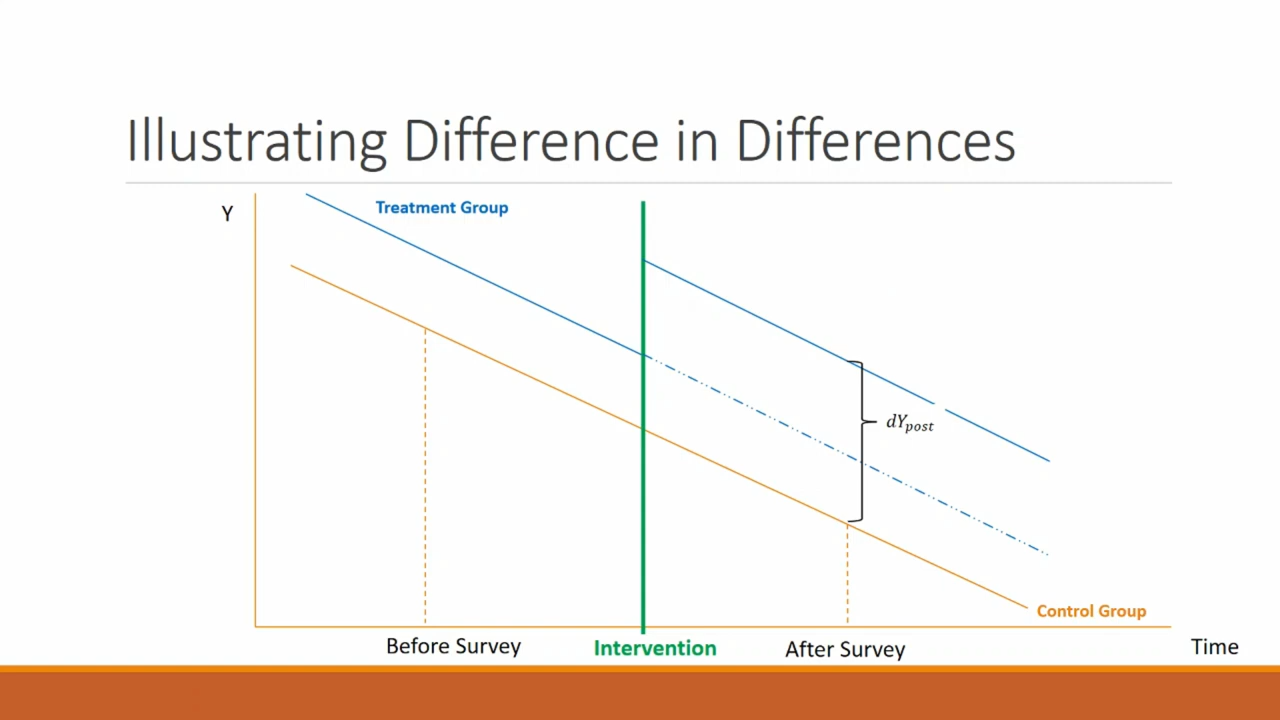 Illustrating Difference in Differences
Y
Treatment Group
dY_post
Control Group
Before Survey
Intervention
After Survey
Time